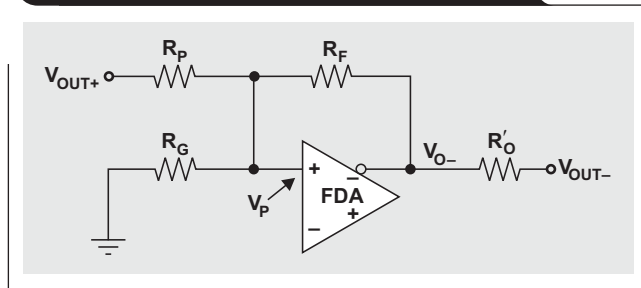 R_P
R_F
V_OUT+
R_G
+
V_O–
R′_O
V_OUT–
–
FDA
V_P
+
–